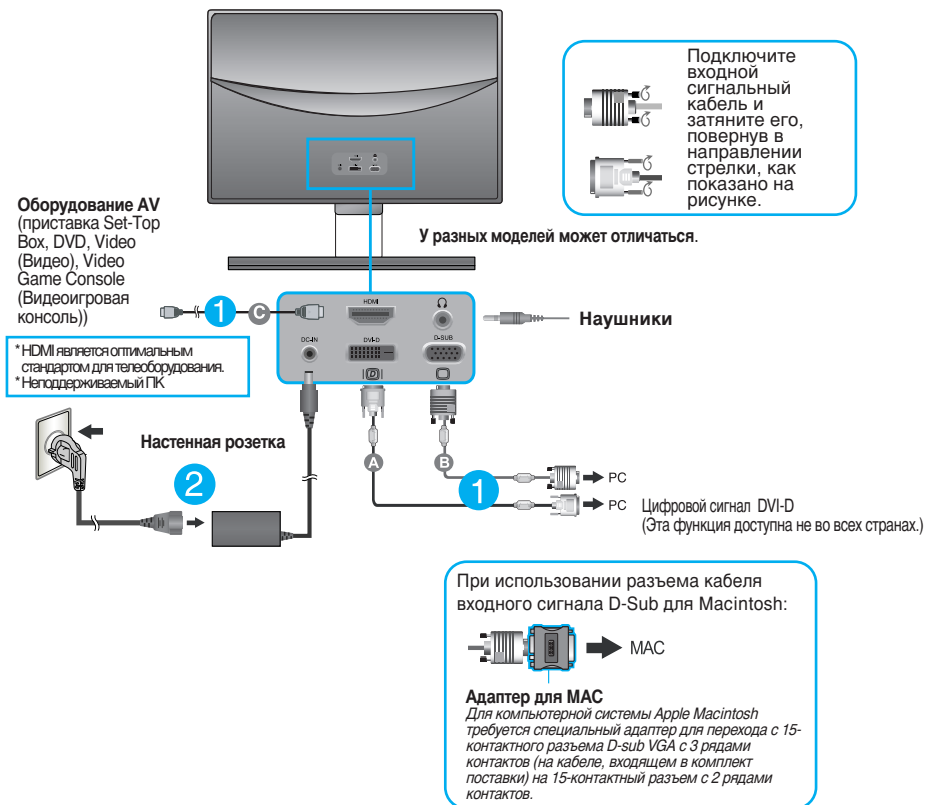 Подключите
входной
сигнальный
кабель и
затяните его,
повернув в
направлении
стрелки, как
показано на
рисунке.
Оборудование AV
(приставка Set-Top
Box, DVD, Video
(Видео), Video
Game Console
(Видеоигровая
консоль))
У разных моделей может отличаться.
1
C
HDMI
DC-IN
DVI-D
D-SUB
D
Наушники
* HDMI является оптимальным
стандартом для телеоборудования.
* Неподдерживаемый ПК
Настенная розетка
2
A
B
1
PC
PC
Цифровой сигнал DVI-D
(Эта функция доступна не во всех странах.)
При использовании разъема кабеля
входного сигнала D-Sub для Macintosh:
MAC
Адаптер для MAC
Для компьютерной системы Apple Macintosh
требуется специальный адаптер для перехода с 15-
контактного разъема D-sub VGA с 3 рядами
контактов (на кабеле, входящем в комплект
поставки) на 15-контактный разъем с 2 рядами
контактов.